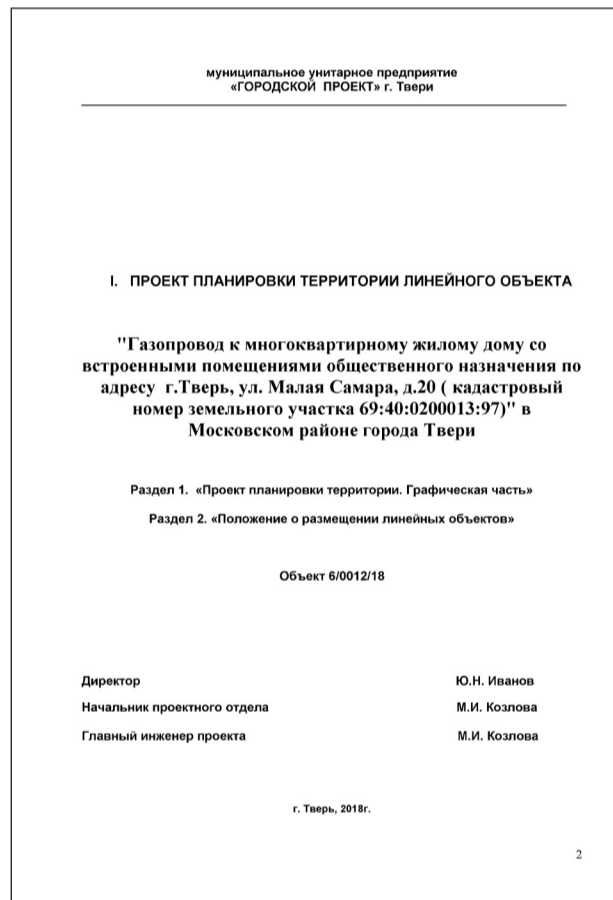 муниципальное унитарное предприятие
«ГОРОДСКОЙ ПРОЕКТ» г. Твери
I. ПРОЕКТ ПЛАНИРОВКИ ТЕРРИТОРИИ ЛИНЕЙНОГО ОБЪЕКТА
"Газопровод к многоквартирному жилому дому со
встроенными помещениями общественного назначения по
адресу г.Тверь, ул. Малая Самара, д.20 ( кадастровый
номер земельного участка 69:40:0200013:97)" в
Московском районе города Твери
Раздел 1. «Проект планировки территории. Графическая часть»
Раздел 2. «Положение о размещении линейных объектов»
Объект 6/0012/18
Директор Ю.Н. Иванов
Начальник проектного отдела М.И. Козлова
Главный инженер проекта М.И. Козлова
г. Тверь, 2018г.
2